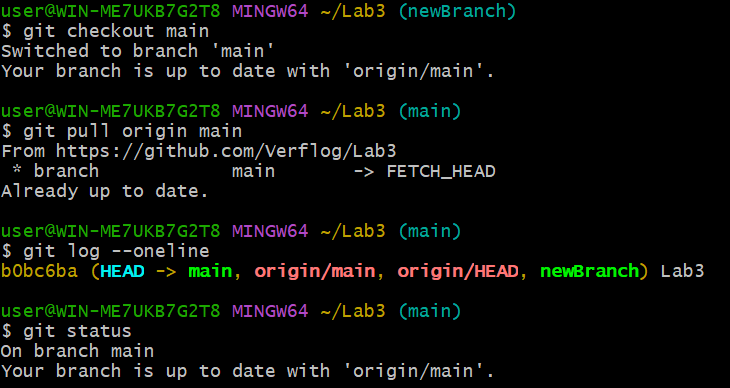 user@WIN-ME7UKB7G2T8 MINGW64 ~/Lab3 (newBranch)
$ git checkout main
Switched to branch 'main'
Your branch is up to date with 'origin/main'.
user@WIN-ME7UKB7G2T8 MINGW64 ~/Lab3 (main)
$ git pull origin main
From https://github.com/Verflog/Lab3
 * branch            main       -> FETCH_HEAD
Already up to date.
user@WIN-ME7UKB7G2T8 MINGW64 ~/Lab3 (main)
$ git log --oneline
b0bc6ba (HEAD -> main, origin/main, origin/HEAD, newBranch) Lab3
user@WIN-ME7UKB7G2T8 MINGW64 ~/Lab3 (main)
$ git status
On branch main
Your branch is up to date with 'origin/main'.